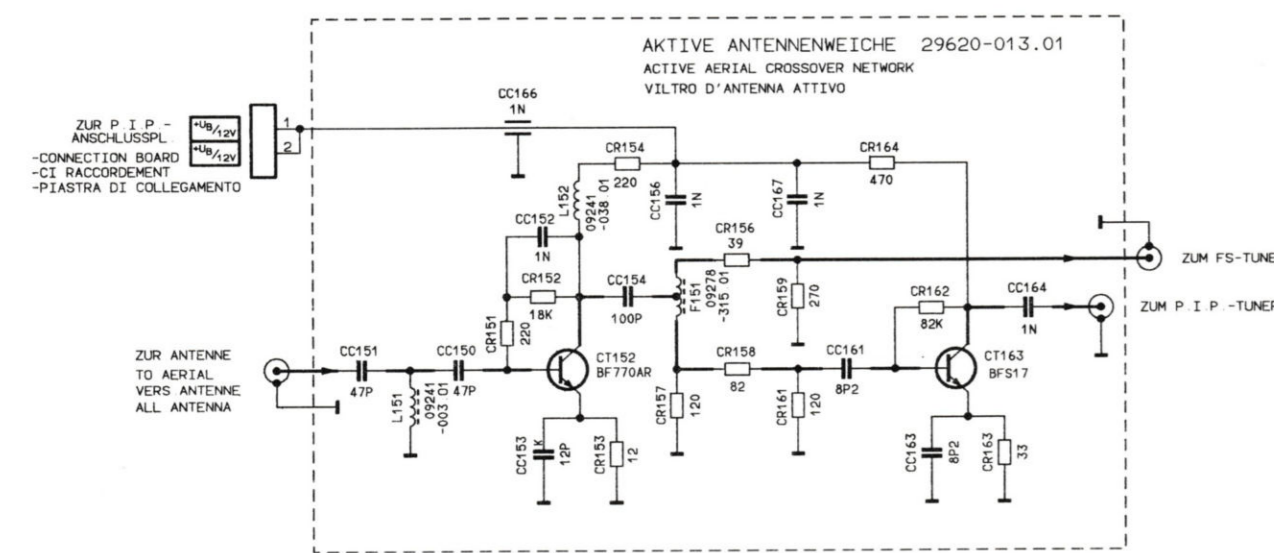 AKTIVE ANTENNENWEICHE 29620-013.01
ACTIVE AERIAL CROSSOVER NETWORK
VILTRO D'ANTENNA ATTIVO
ZUR P.I.P.-
ANSCHLUSSPL.
-CONNECTION BOARD
-CI RACCORDEMENT
-PIASTRA DI COLLEGAMENTO
+UB/12V
+UB/12V
1
2
CC166
1N
CR154
220
L152
09241
-038.01
CC156
1N
CC167
1N
CR164
470
CC152
1N
CR152
18K
CR151
220
CC154
100P
F151
09278
-315.01
CR156
39
CR159
270
CR162
82K
CC164
1N
ZUM FS-TUNE
ZUM P.I.P.-TUNER
ZUR ANTENNE
TO AERIAL
VERS ANTENNE
ALL ANTENNA
CC151
47P
L151
09241
-003.01
CC150
47P
CT152
BF770AR
CC153
K
12P
CR153
12
CR157
120
CR158
82
CR161
120
CC161
8P2
CT163
BFS17
CC163
8P2
CR163
33